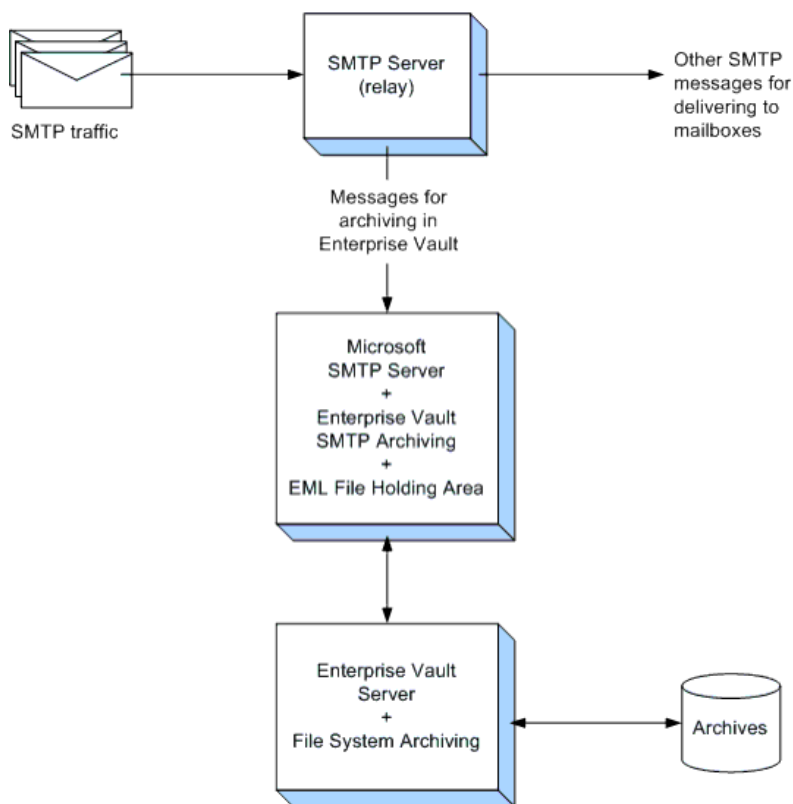 SMTP traffic
SMTP Server
(relay)
Other SMTP
messages for
delivering to
mailboxes
Messages for
archiving in
Enterprise Vault
Microsoft
SMTP Server
+
Enterprise Vault
SMTP Archiving
+
EML File Holding Area
Enterprise Vault
Server
+
File System Archiving
Archives